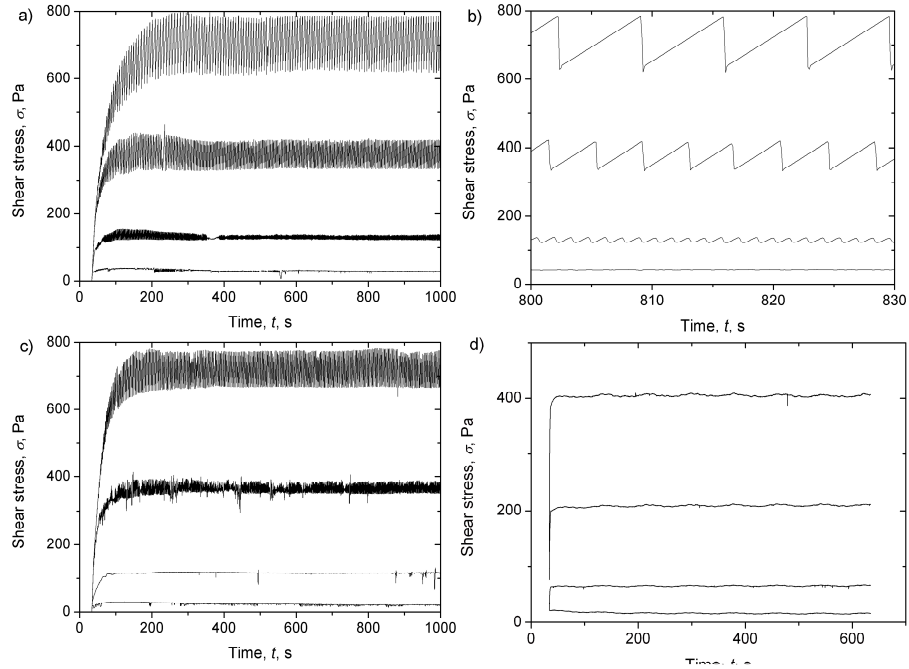 a)
800
600
400
200
0
Shear stress, σ, Pa
0 200 400 600 800 1000
Time, t, s
b)
800
600
400
200
0
Shear stress, σ, Pa
800 810 820 830
Time, t, s
c)
800
600
400
200
0
Shear stress, σ, Pa
0 200 400 600 800 1000
Time, t, s
d)
400
200
0
Shear stress, σ, Pa
0 200 400 600
Time, t, s